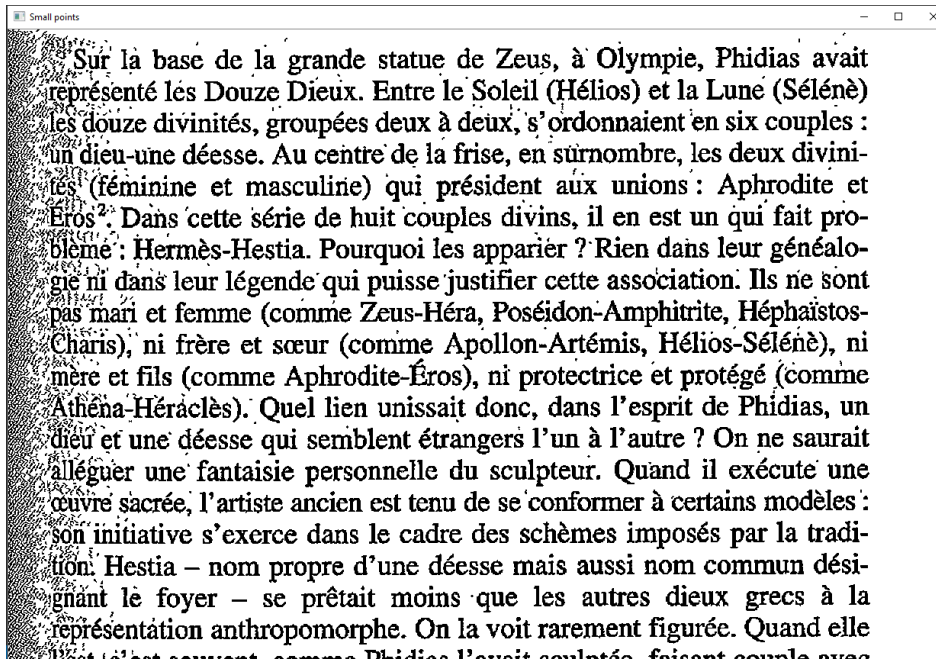 Small points
Sur la base de la grande statue de Zeus, à Olympie, Phidias avait
représenté les Douze Dieux. Entre le Soleil (Hélios) et la Lune (Sélénè)
les douze divinités, groupées deux à deux, s'ordonnaient en six couples :
un dieu-une déesse. Au centre de la frise, en surnombre, les deux divini-
tés (féminine et masculine) qui président aux unions : Aphrodite et
Éros². Dans cette série de huit couples divins, il en est un qui fait pro-
blème : Hermès-Hestia. Pourquoi les apparier ? Rien dans leur généalo-
gie ni dans leur légende qui puisse justifier cette association. Ils ne sont
pas mari et femme (comme Zeus-Héra, Poséidon-Amphitrite, Héphaïstos-
Charis), ni frère et sœur (comme Apollon-Artémis, Hélios-Sélénè), ni
mère et fils (comme Aphrodite-Éros), ni protectrice et protégé (comme
Athéna-Héraclès). Quel lien unissait donc, dans l'esprit de Phidias, un
dieu et une déesse qui semblent étrangers l'un à l'autre ? On ne saurait
alléguer une fantaisie personnelle du sculpteur. Quand il exécute une
œuvre sacrée, l'artiste ancien est tenu de se conformer à certains modèles :
son initiative s'exerce dans le cadre des schèmes imposés par la tradi-
tion. Hestia – nom propre d'une déesse mais aussi nom commun dési-
gnant le foyer – se prêtait moins que les autres dieux grecs à la
représentation anthropomorphe. On la voit rarement figurée. Quand elle
l'est, c'est souvent, comme Phidias l'avait sculptée, faisant couple avec